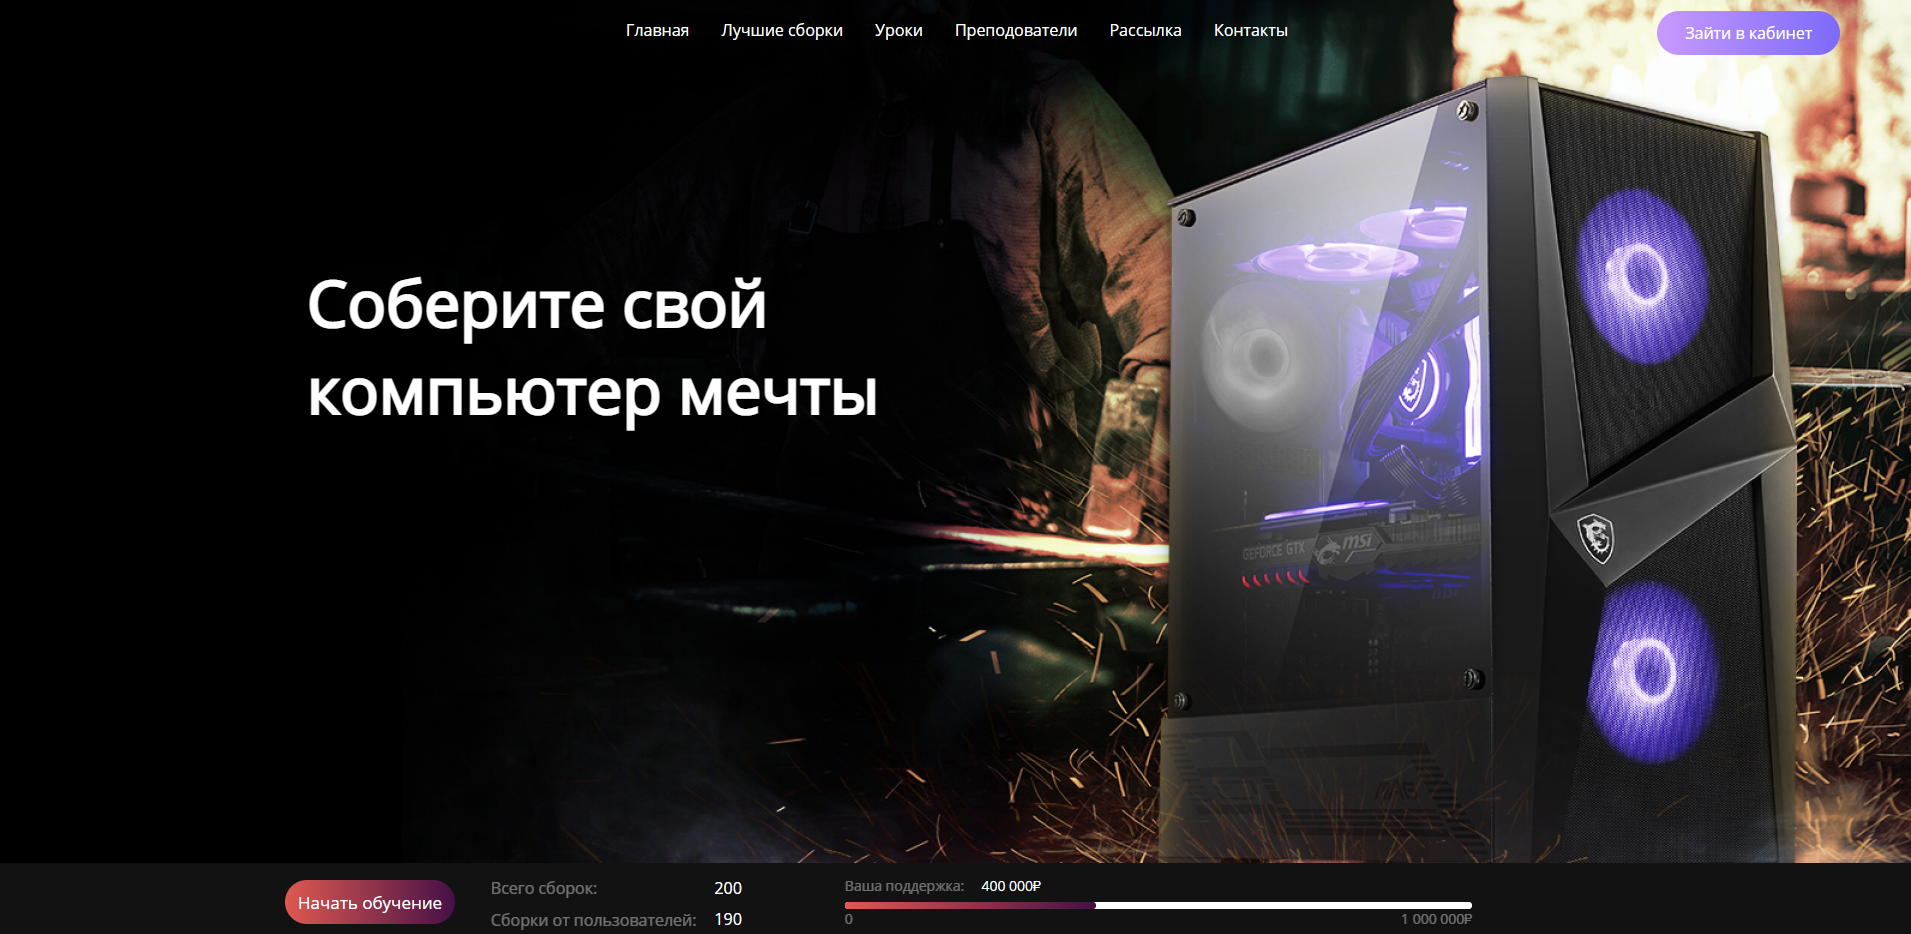 Главная Лучшие сборки Уроки Преподователи Рассылка Контакты
Зайти в кабинет
Соберите свой
компьютер мечты
GEFORCE GTX msi
Начать обучение
Всего сборок: 200
Сборки от пользователей: 190
Ваша поддержка: 400 000₽
0 1 000 000₽